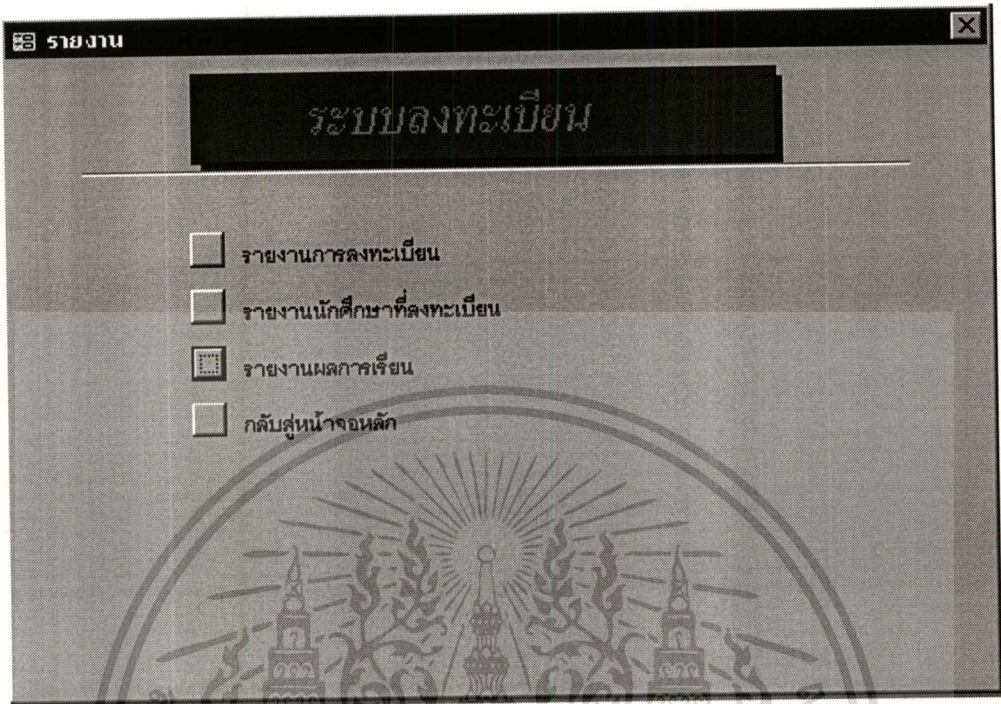 รายงาน
ระบบลงทะเบียน
รายงานการลงทะเบียน
รายงานนักศึกษาที่ลงทะเบียน
รายงานผลการเรียน
กลับสู่หน้าจอหลัก